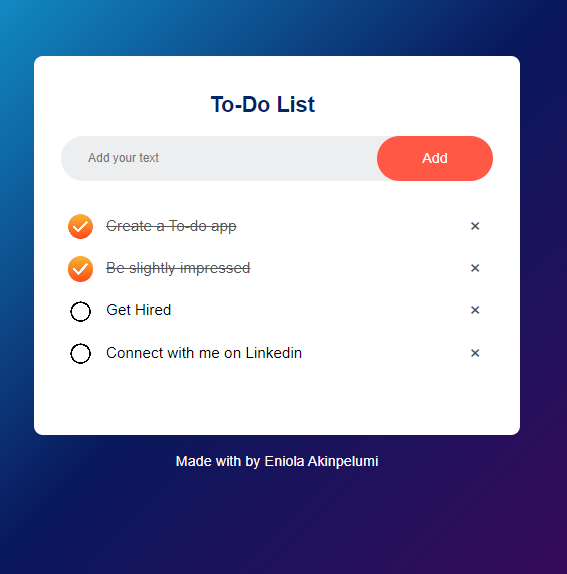 To-Do List
Add your text
Add
Create a To-do app ×
Be slightly impressed ×
Get Hired ×
Connect with me on Linkedin ×
Made with by Eniola Akinpelumi